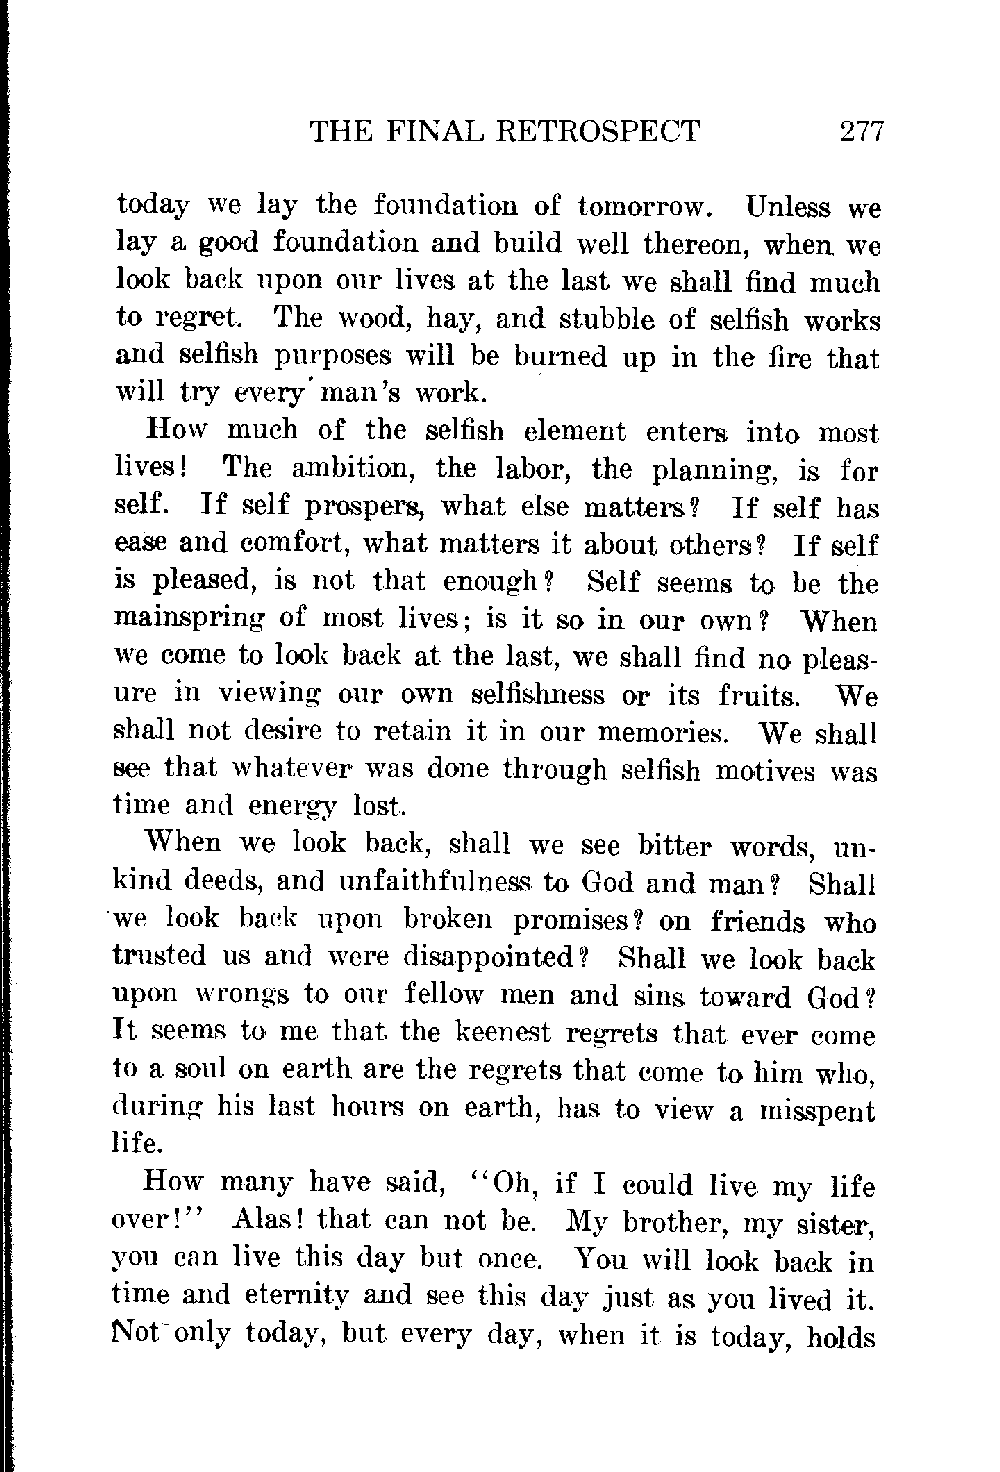 THE FINAL RETROSPECT 277
today we lay the foundation of tomorrow. Unless we
lay a good foundation and build well thereon, when we
look back upon our lives at the last we shall find much
to regret. The wood, hay, and stubble of selfish works
and selfish purposes will be burned up in the fire that
will try every man's work.
How much of the selfish element enters into most
lives! The ambition, the labor, the planning, is for
self. If self prospers, what else matters? If self has
ease and comfort, what matters it about others? If self
is pleased, is not that enough? Self seems to be the
mainspring of most lives; is it so in our own? When
we come to look back at the last, we shall find no pleas-
ure in viewing our own selfishness or its fruits. We
shall not desire to retain it in our memories. We shall
see that whatever was done through selfish motives was
time and energy lost.
When we look back, shall we see bitter words, un-
kind deeds, and unfaithfulness to God and man? Shall
we look back upon broken promises? on friends who
trusted us and were disappointed? Shall we look back
upon wrongs to our fellow men and sins toward God?
It seems to me that the keenest regrets that ever come
to a soul on earth are the regrets that come to him who,
during his last hours on earth, has to view a misspent
life.
How many have said, "Oh, if I could live my life
over!" Alas! that can not be. My brother, my sister,
you can live this day but once. You will look back in
time and eternity and see this day just as you lived it.
Not only today, but every day, when it is today, holds